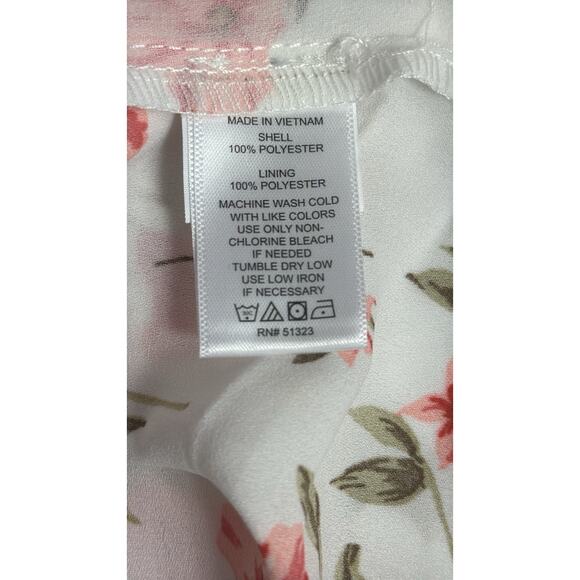 MADE IN VIETNAM
SHELL
100% POLYESTER
LINING
100% POLYESTER
MACHINE WASH COLD
WITH LIKE COLORS
USE ONLY NON-
CHLORINE BLEACH
IF NEEDED
TUMBLE DRY LOW
USE LOW IRON
IF NECESSARY
30C
RN# 51323